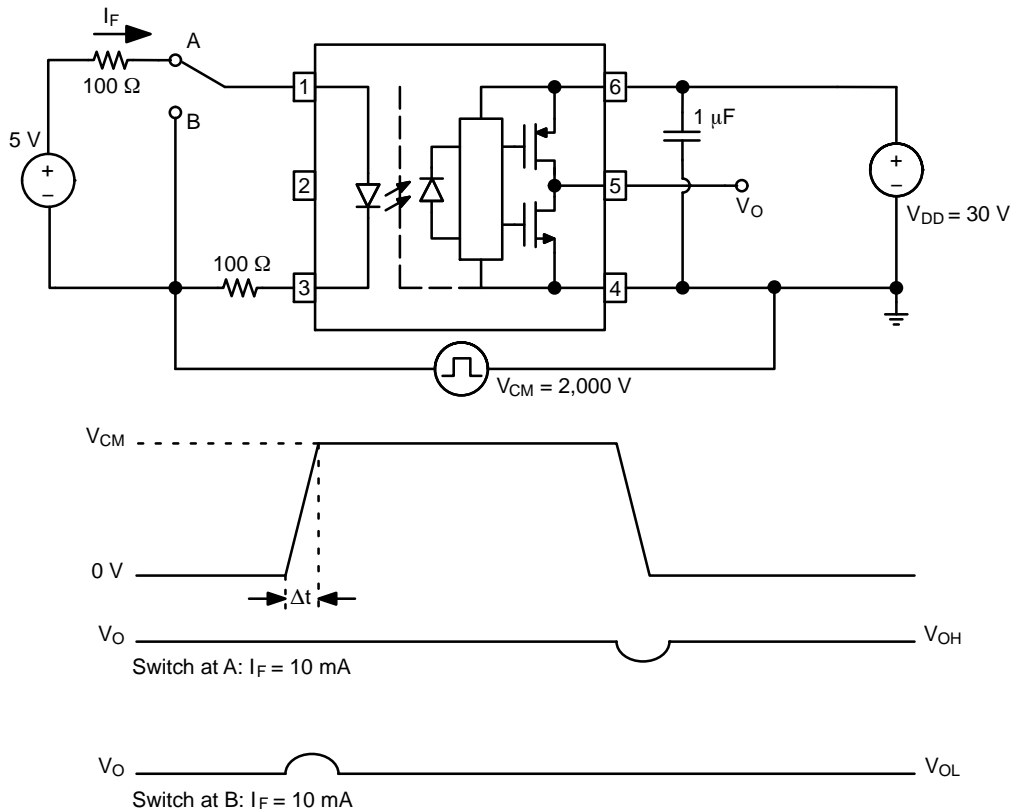 I_F
A
100 Ω
B
5 V
100 Ω
1
2
3
6
5
4
1 μF
V_O
V_DD = 30 V
V_CM = 2,000 V
V_CM
0 V
Δt
V_O
V_OH
Switch at A: I_F = 10 mA
V_O
V_OL
Switch at B: I_F = 10 mA